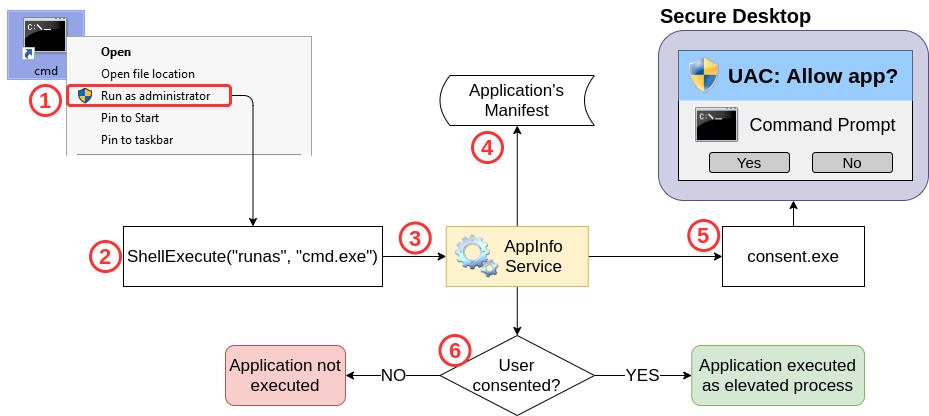 Secure Desktop
cmd
Open
Open file location
1
Run as administrator
Pin to Start
Pin to taskbar
Application's
Manifest
4
UAC: Allow app?
C:\_
Command Prompt
Yes
No
2
ShellExecute("runas", "cmd.exe")
3
AppInfo
Service
5
consent.exe
6
User
consented?
NO
Application not
executed
YES
Application executed
as elevated process